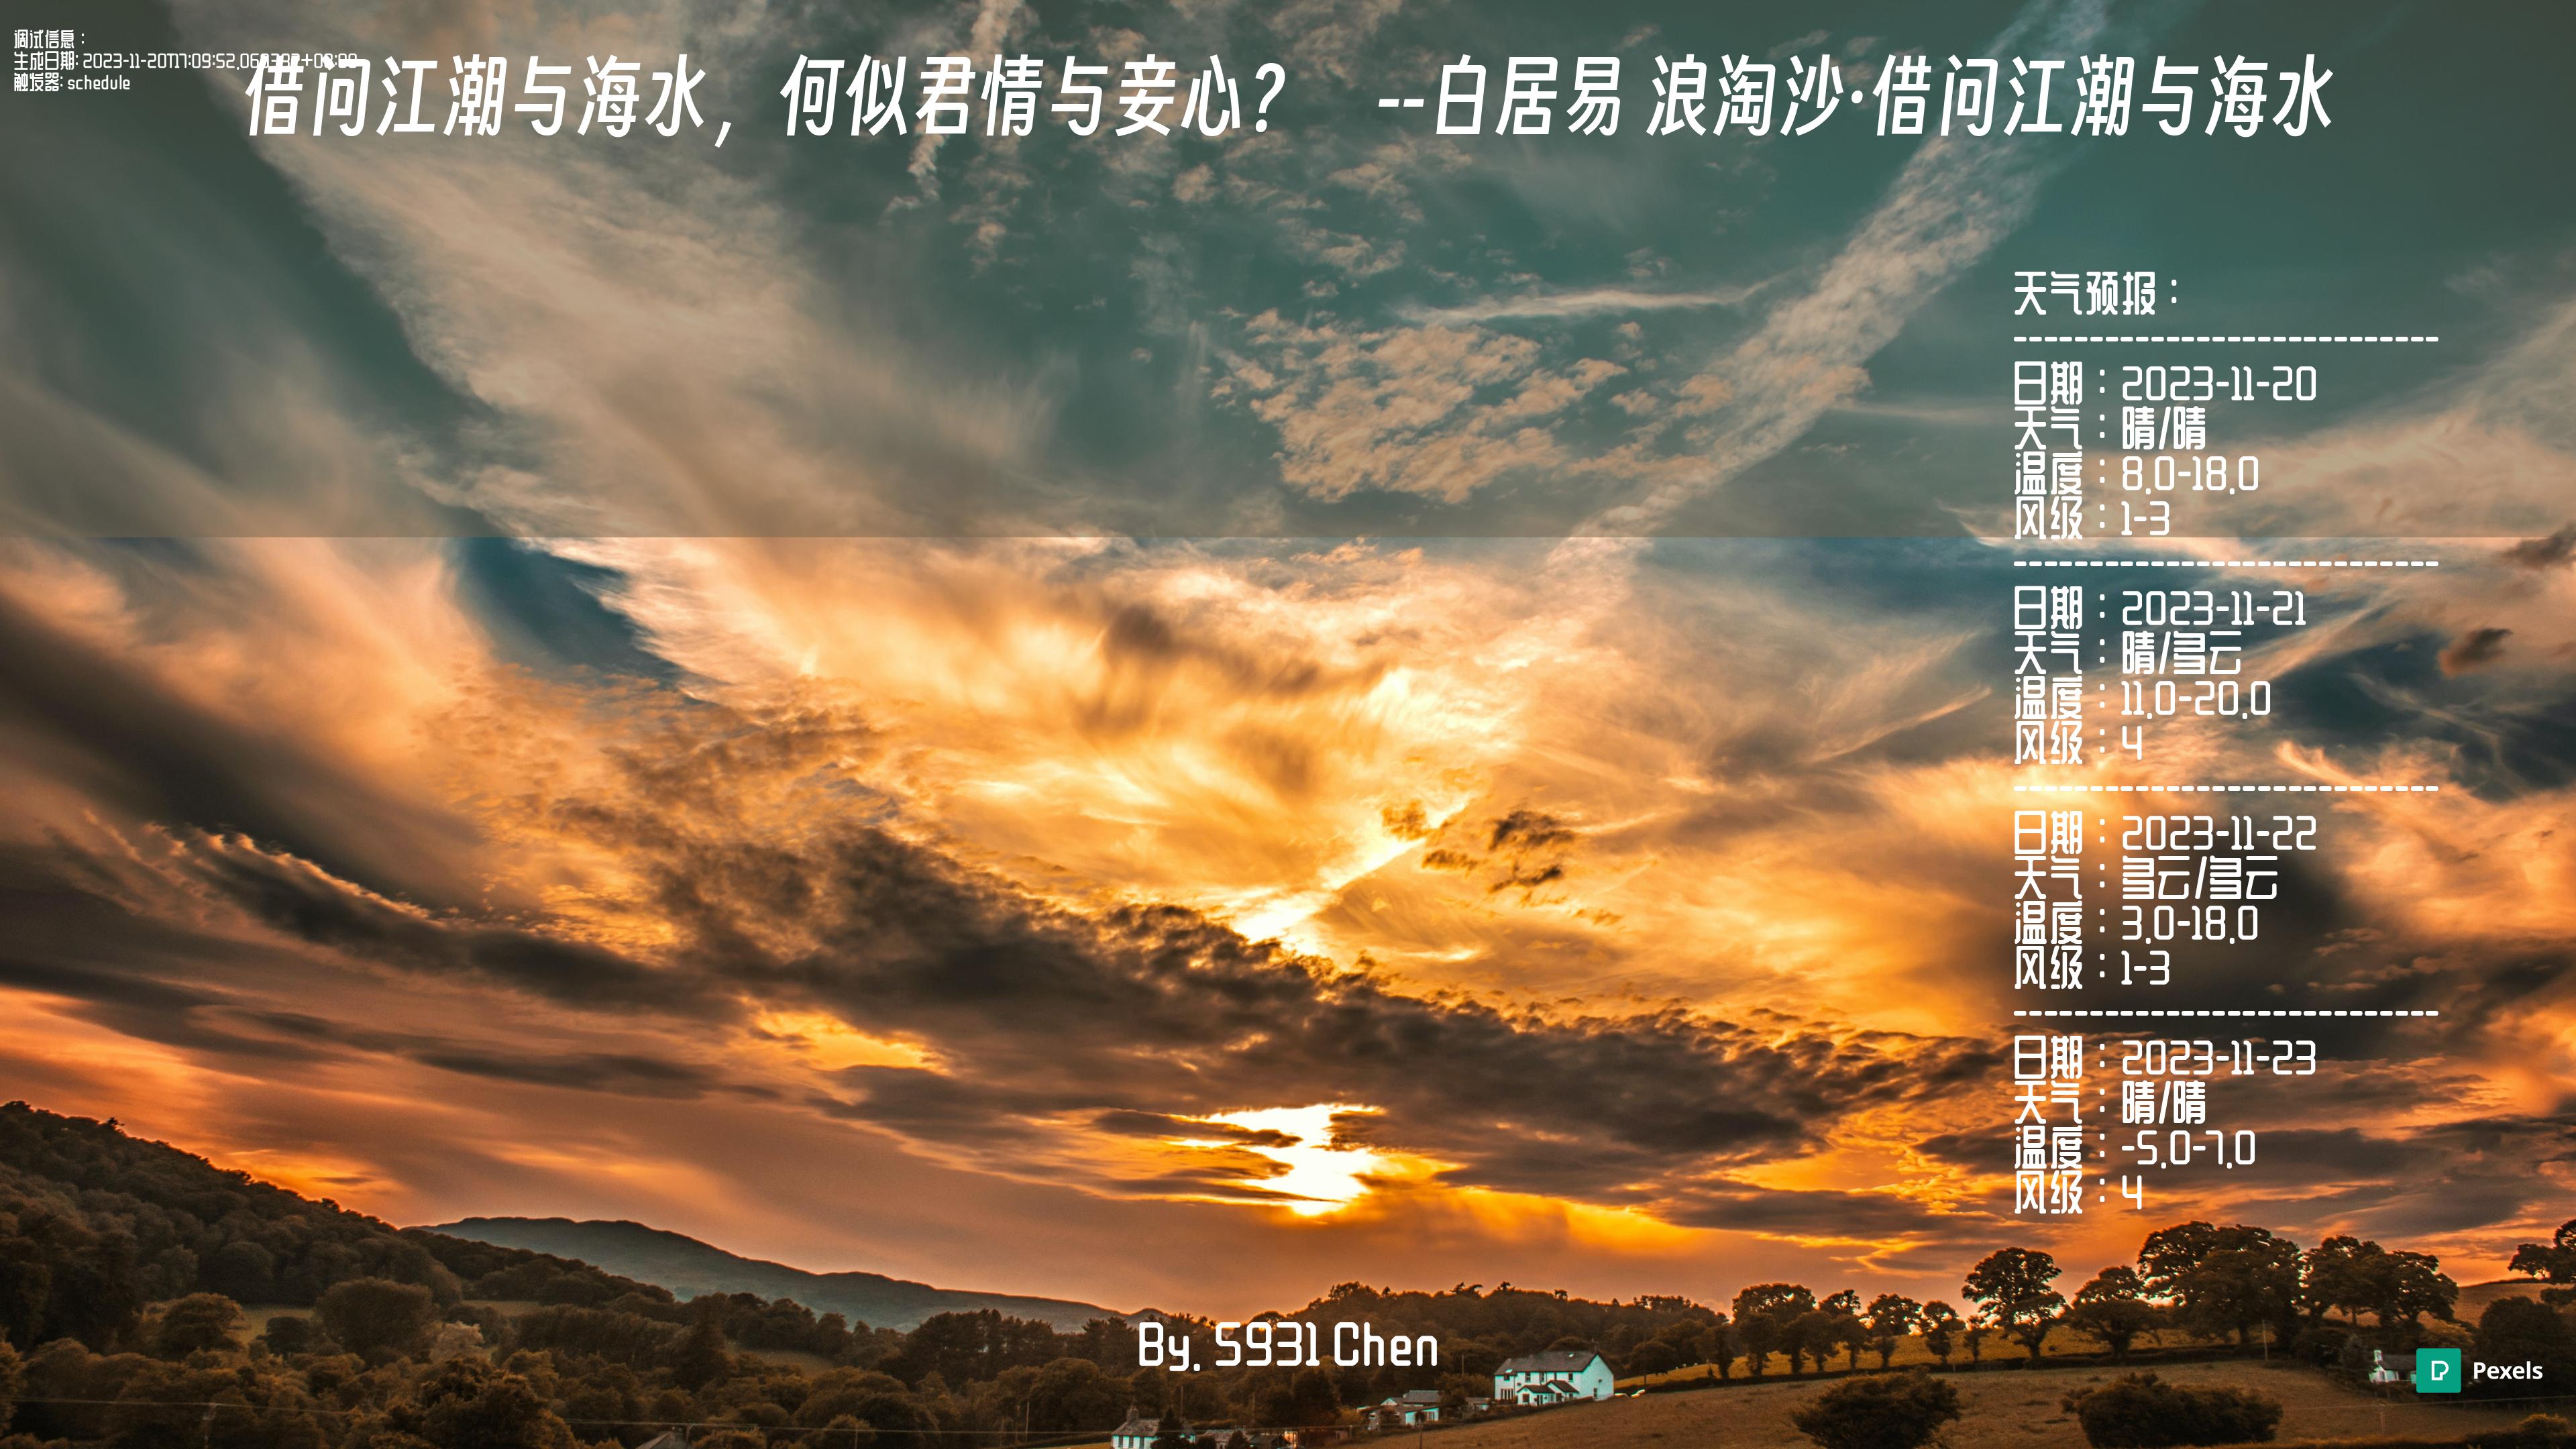 调试信息：
生成日期: 2023-11-20T17:09:52.069392+08:00
触发器: schedule
借问江潮与海水，何似君情与妾心？ --白居易 浪淘沙·借问江潮与海水
天气预报：
----------------------------
日期：2023-11-20
天气：晴/晴
温度：8.0-18.0
风级：1-3
----------------------------
日期：2023-11-21
天气：晴/多云
温度：11.0-20.0
风级：4
----------------------------
日期：2023-11-22
天气：多云/多云
温度：3.0-18.0
风级：1-3
----------------------------
日期：2023-11-23
天气：晴/晴
温度：-5.0-7.0
风级：4
By. S931 Chen
Pexels